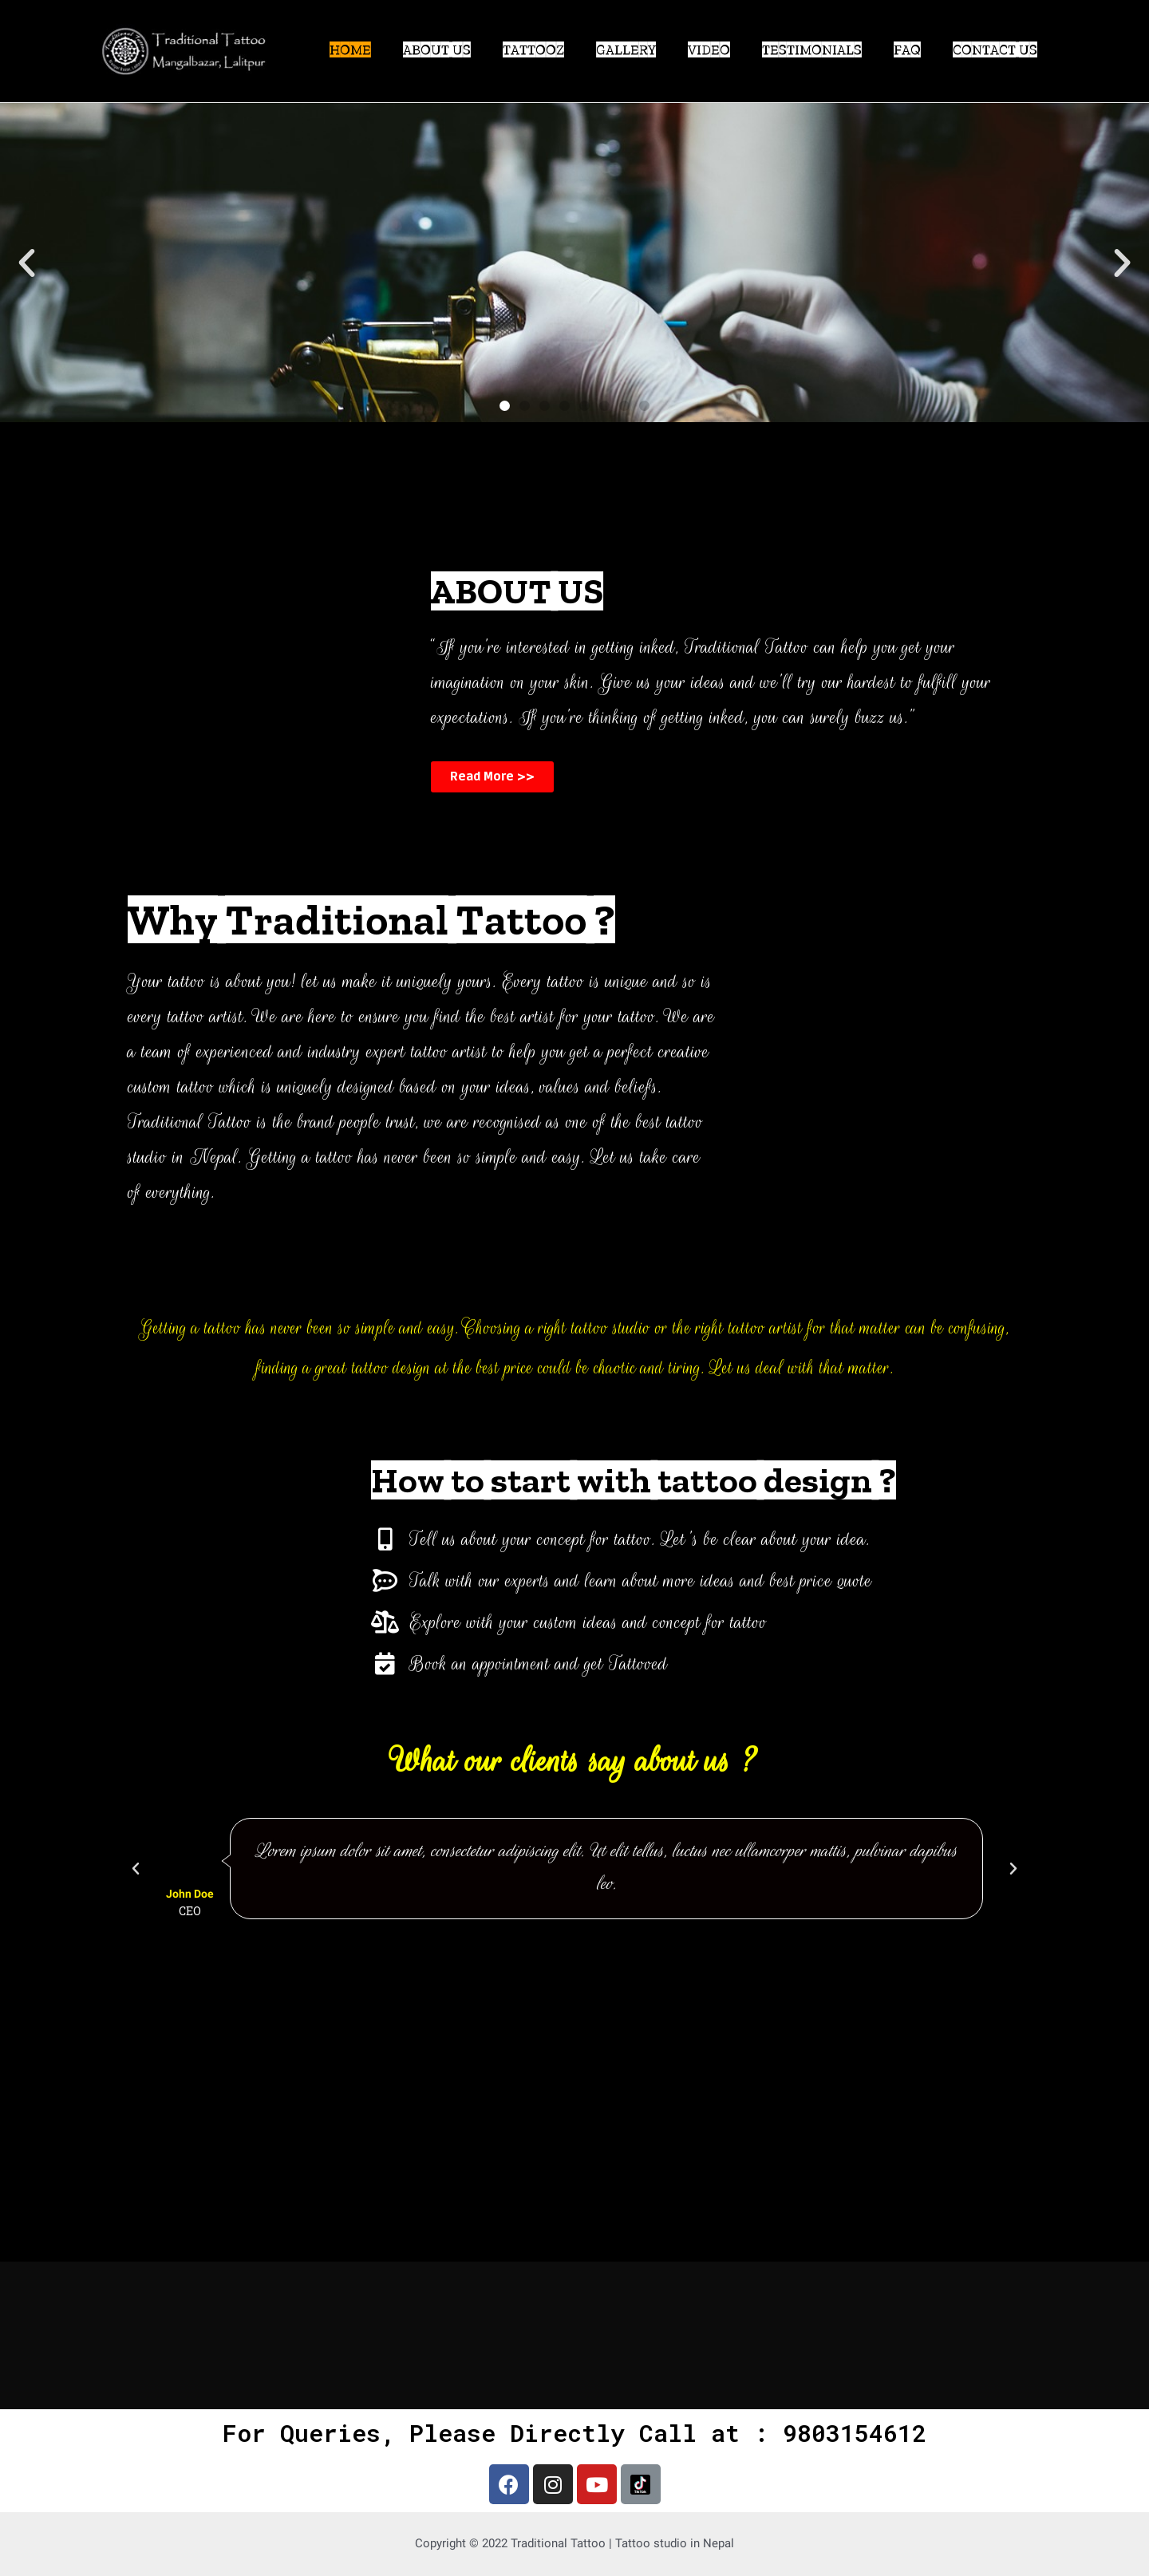 Traditional Tattoo
Mangalbazar, Lalitpur
HOME ABOUT US TATTOOZ GALLERY VIDEO TESTIMONIALS FAQ CONTACT US
ABOUT US
"If you're interested in getting inked, Traditional Tattoo can help you get your
imagination on your skin. Give us your ideas and we'll try our hardest to fulfill your
expectations. If you're thinking of getting inked, you can surely buzz us."
Read More >>
Why Traditional Tattoo ?
Your tattoo is about you! let us make it uniquely yours. Every tattoo is unique and so is
every tattoo artist. We are here to ensure you find the best artist for your tattoo. We are
a team of experienced and industry expert tattoo artist to help you get a perfect creative
custom tattoo which is uniquely designed based on your ideas, values and beliefs.
Traditional Tattoo is the brand people trust, we are recognised as one of the best tattoo
studio in Nepal. Getting a tattoo has never been so simple and easy. Let us take care
of everything.
Getting a tattoo has never been so simple and easy. Choosing a right tattoo studio or the right tattoo artist for that matter can be confusing,
finding a great tattoo design at the best price could be chaotic and tiring. Let us deal with that matter.
How to start with tattoo design ?
Tell us about your concept for tattoo. Let 's be clear about your idea.
Talk with our experts and learn about more ideas and best price quote
Explore with your custom ideas and concept for tattoo
Book an appointment and get Tattooed
What our clients say about us ?
Lorem ipsum dolor sit amet, consectetur adipiscing elit. Ut elit tellus, luctus nec ullamcorper mattis, pulvinar dapibus
leo.
John Doe
CEO
For Queries, Please Directly Call at : 9803154612
Copyright © 2022 Traditional Tattoo | Tattoo studio in Nepal